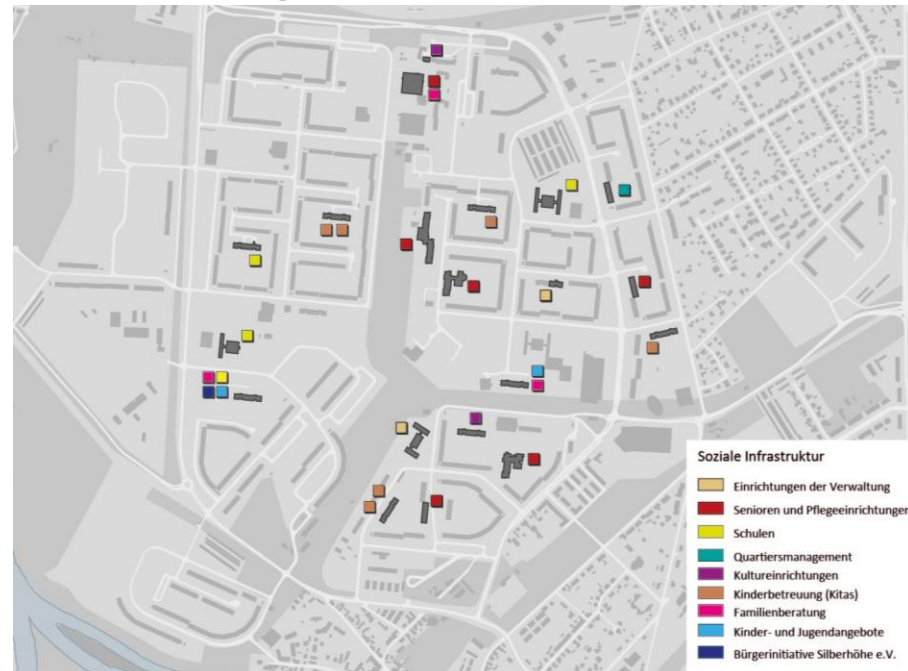 Soziale Infrastruktur
Einrichtungen der Verwaltung
Senioren und Pflegeeinrichtungen
Schulen
Quartiersmanagement
Kultureinrichtungen
Kinderbetreuung (Kitas)
Familienberatung
Kinder- und Jugendangebote
Bürgerinitiative Silberhöhe e.V.